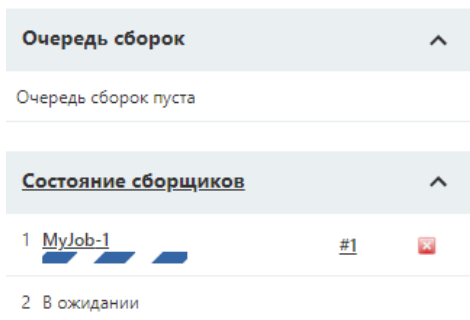 Очередь сборок
Очередь сборок пуста
Состояние сборщиков
1 MyJob-1 #1
2 В ожидании